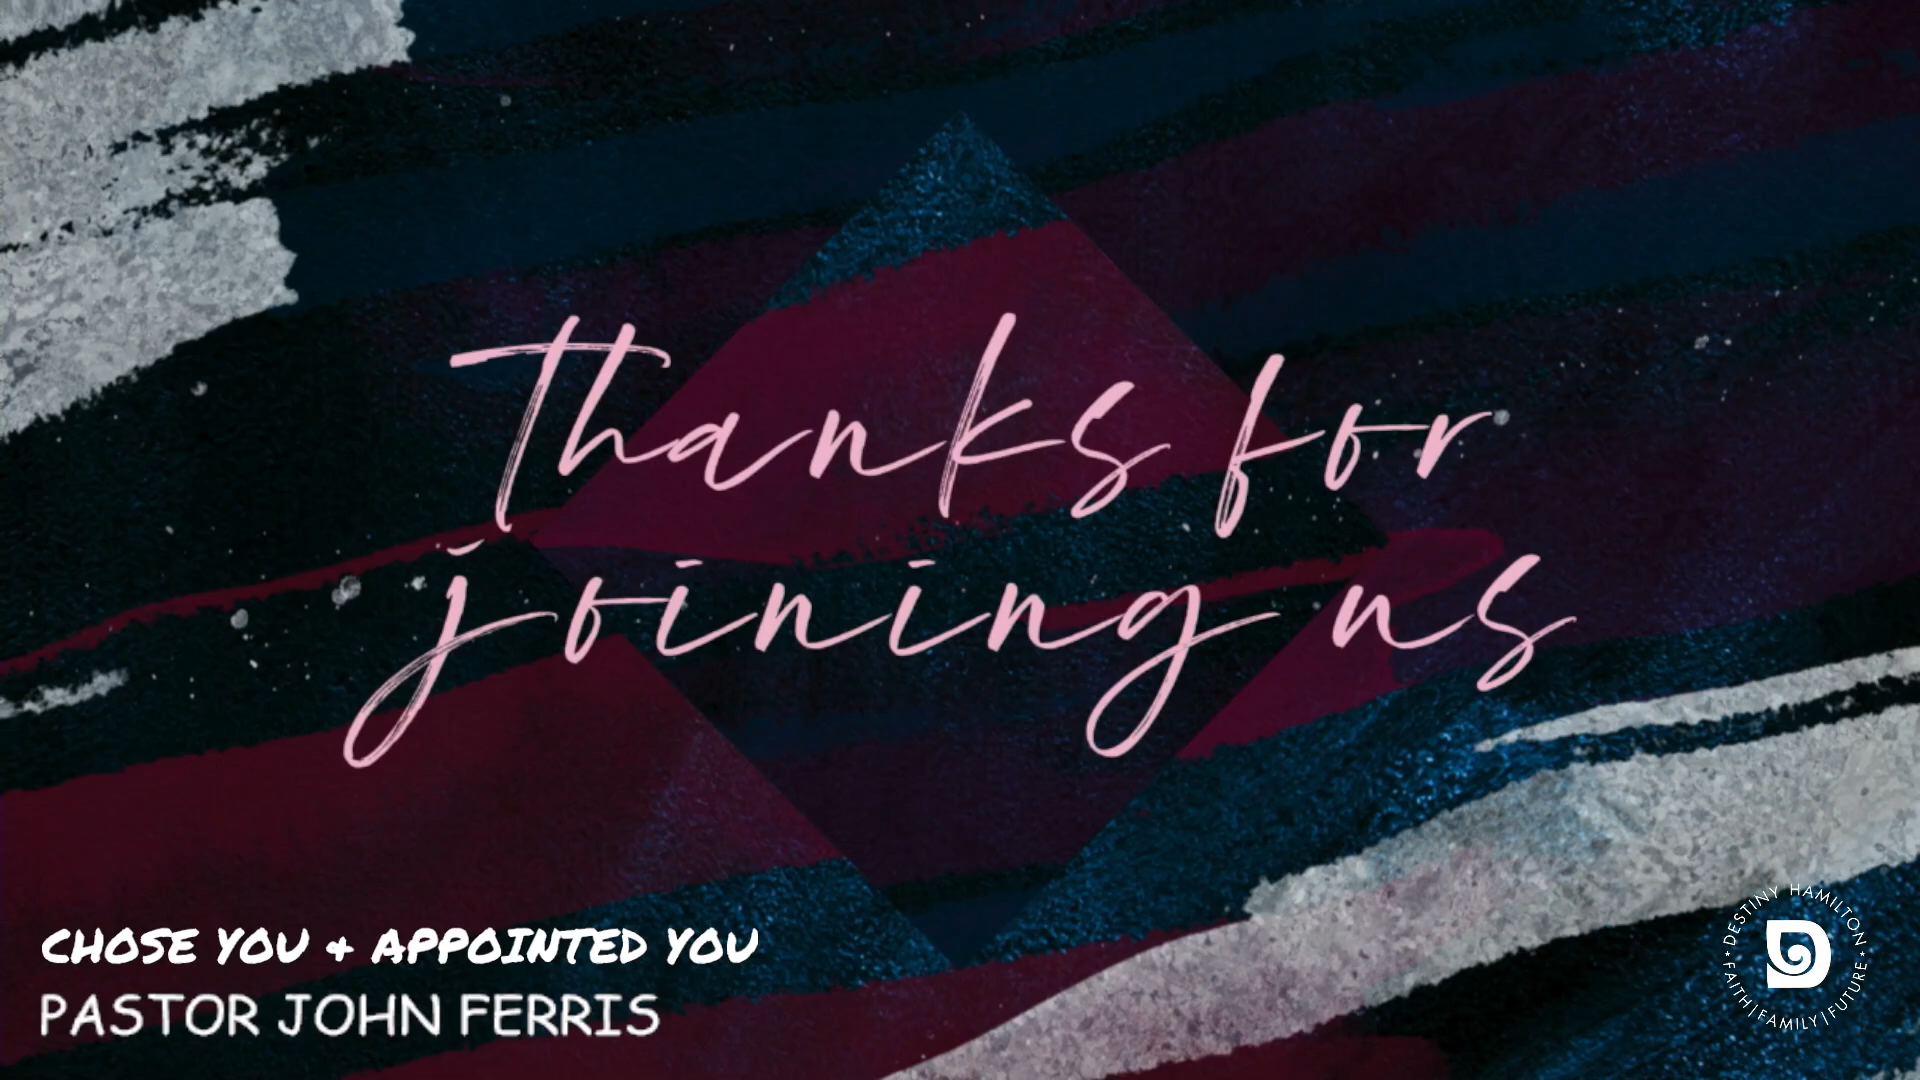 Thanks for
joining us
CHOSE YOU & APPOINTED YOU
PASTOR JOHN FERRIS
DESTINY HAMILTON
FAITH|FAMILY|FUTURE